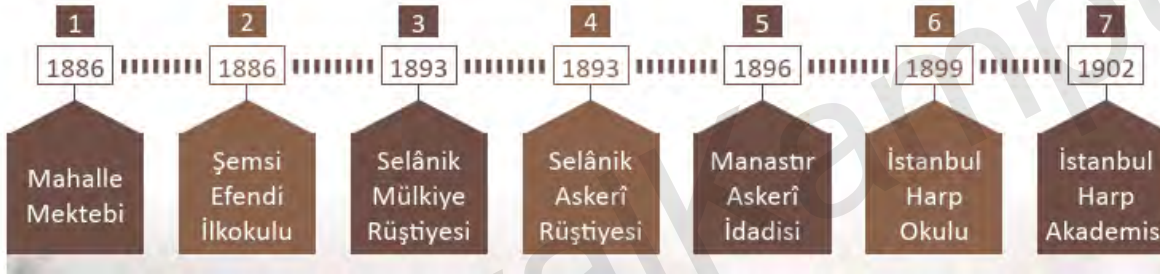 1 2 3 4 5 6 7
1886 1886 1893 1893 1896 1899 1902
Mahalle
Mektebi
Şemsi
Efendi
İlkokulu
Selânik
Mülkiye
Rüştiyesi
Selânik
Askerî
Rüştiyesi
Manastır
Askerî
İdadisi
İstanbul
Harp
Okulu
İstanbul
Harp
Akademis